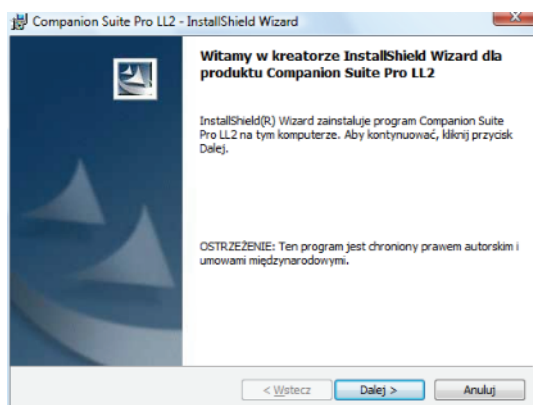 Companion Suite Pro LL2 - InstallShield Wizard
Witamy w kreatorze InstallShield Wizard dla
produktu Companion Suite Pro LL2
InstallShield(R) Wizard zainstaluje program Companion Suite
Pro LL2 na tym komputerze. Aby kontynuować, kliknij przycisk
Dalej.
OSTRZEŻENIE: Ten program jest chroniony prawem autorskim i
umowami międzynarodowymi.
< Wstecz Dalej > Anuluj